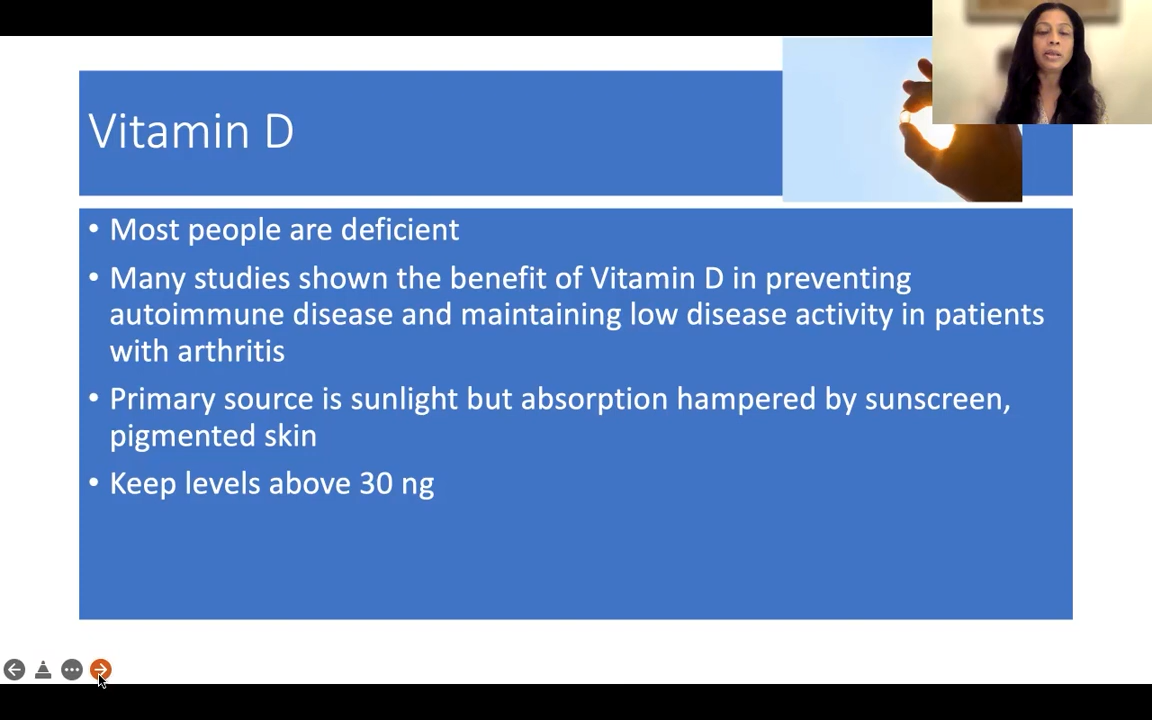 Vitamin D
• Most people are deficient
• Many studies shown the benefit of Vitamin D in preventing
autoimmune disease and maintaining low disease activity in patients
with arthritis
• Primary source is sunlight but absorption hampered by sunscreen,
pigmented skin
• Keep levels above 30 ng